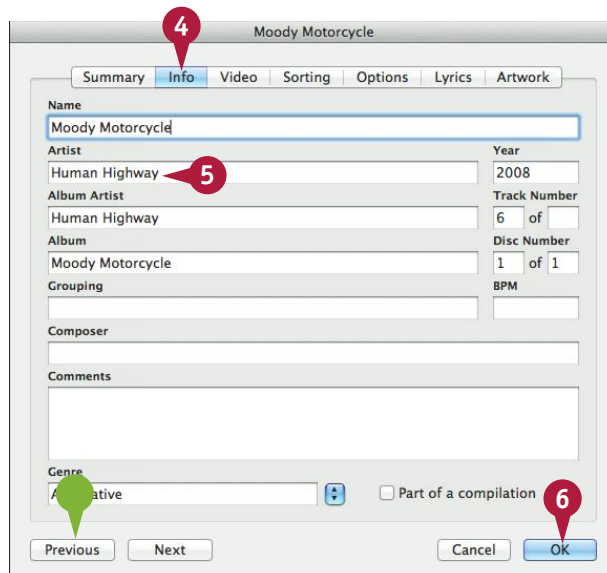 Moody Motorcycle
4
Summary Info Video Sorting Options Lyrics Artwork
Name
Moody Motorcycle
Artist Year
Human Highway 5 2008
Album Artist Track Number
Human Highway 6 of
Album Disc Number
Moody Motorcycle 1 of 1
Grouping BPM
Composer
Comments
Genre
Part of a compilation
6
Previous Next Cancel OK